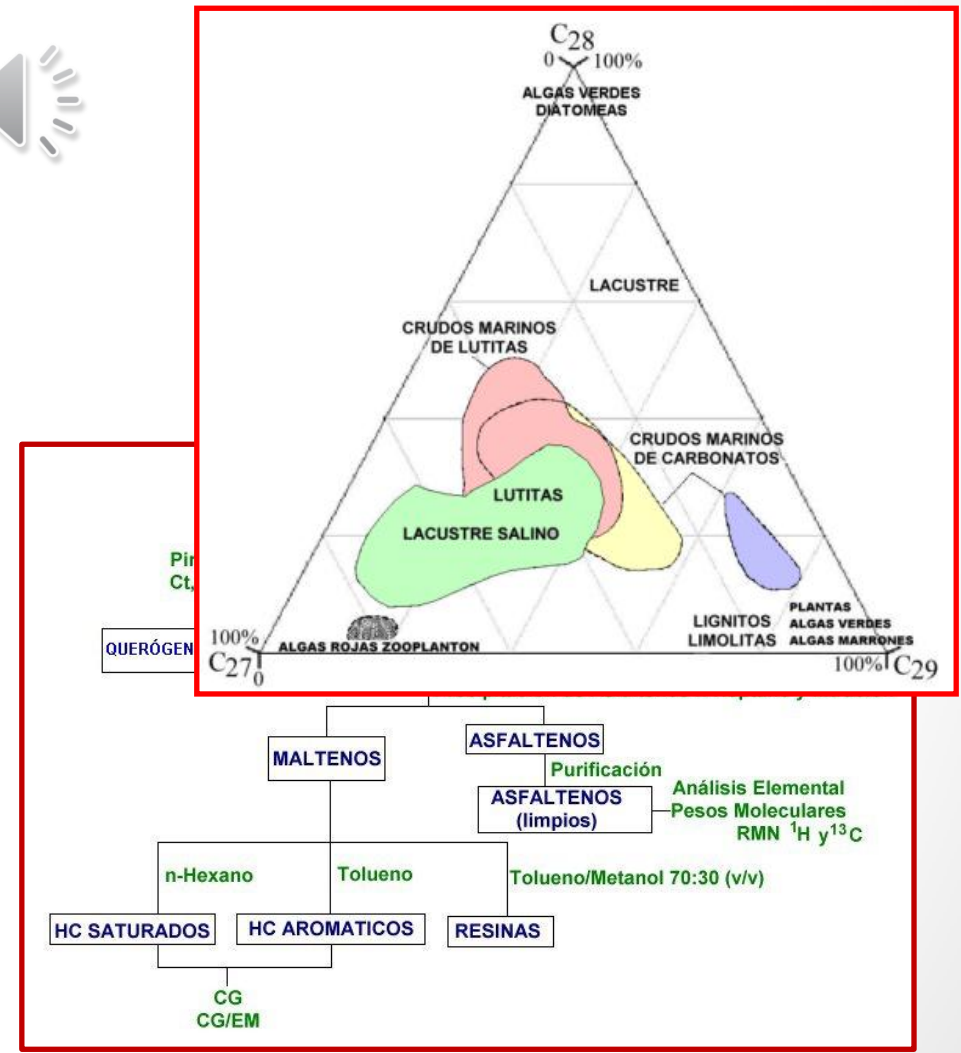 C28
0 100%
ALGAS VERDES
DIATOMEAS
LACUSTRE
CRUDOS MARINOS
DE LUTITAS
CRUDOS MARINOS
DE CARBONATOS
LUTITAS
LACUSTRE SALINO
LIGNITOS
LIMOLITAS
PLANTAS
ALGAS VERDES
ALGAS MARRONES
100%
C27
0
ALGAS ROJAS ZOOPLANTON
100%
C29
Pir
Ct,
QUERÓGEN
MALTENOS
ASFALTENOS
Purificación
ASFALTENOS
(limpios)
Análisis Elemental
Pesos Moleculares
RMN ¹H y¹³C
n-Hexano
Tolueno
Tolueno/Metanol 70:30 (v/v)
HC SATURADOS
HC AROMATICOS
RESINAS
CG
CG/EM